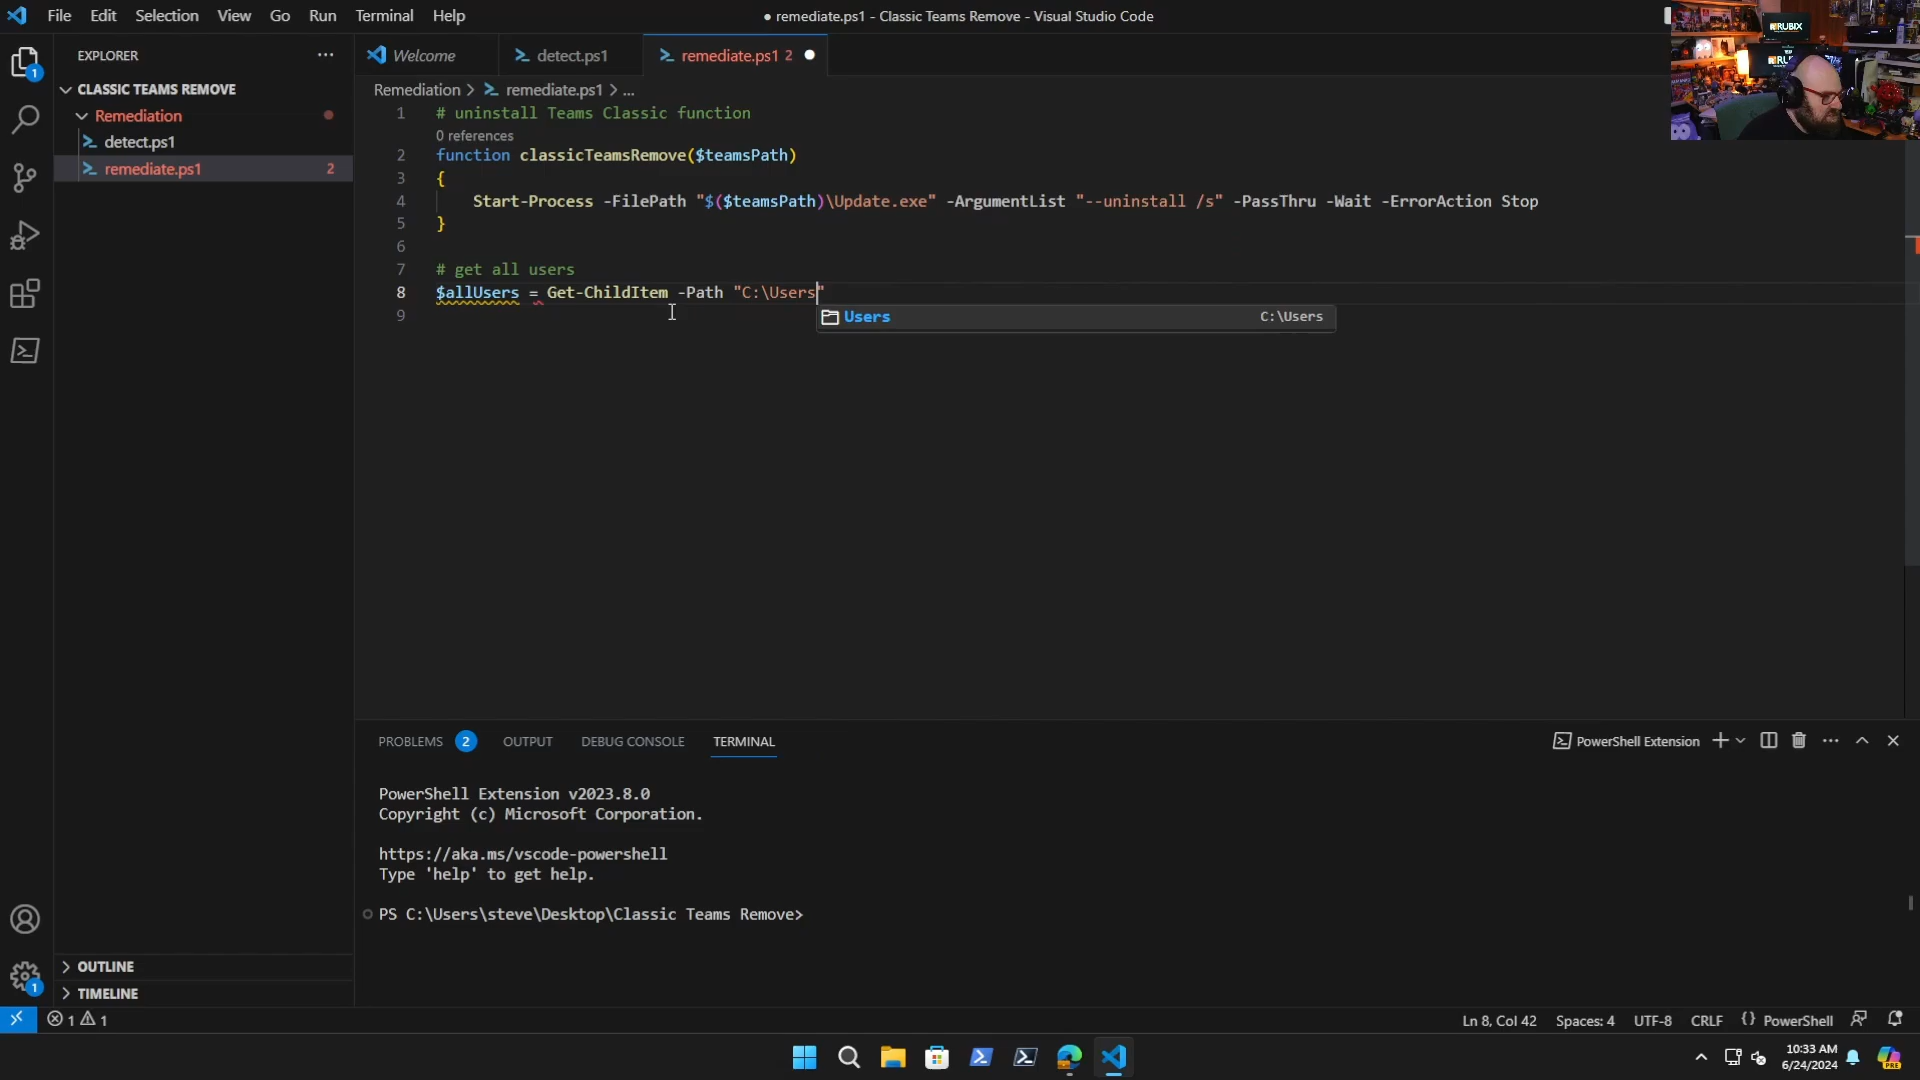 File Edit Selection View Go Run Terminal Help
● remediate.ps1 - Classic Teams Remove - Visual Studio Code
EXPLORER
CLASSIC TEAMS REMOVE
Remediation
detect.ps1
remediate.ps1 2
OUTLINE
TIMELINE
Welcome
detect.ps1
remediate.ps1 2
Remediation > remediate.ps1 > ...
1 # uninstall Teams Classic function
0 references
2 function classicTeamsRemove($teamsPath)
3 {
4 Start-Process -FilePath "$($teamsPath)\Update.exe" -ArgumentList "--uninstall /s" -PassThru -Wait -ErrorAction Stop
5 }
6
7 # get all users
8 $allUsers = Get-ChildItem -Path "C:\Users"
Users C:\Users
9
PROBLEMS 2 OUTPUT DEBUG CONSOLE TERMINAL
PowerShell Extension
PowerShell Extension v2023.8.0
Copyright (c) Microsoft Corporation.
https://aka.ms/vscode-powershell
Type 'help' to get help.
PS C:\Users\steve\Desktop\Classic Teams Remove>
1
1
1 1
Ln 8, Col 42 Spaces: 4 UTF-8 CRLF {} PowerShell
10:33 AM
6/24/2024
PRE
RUBIX